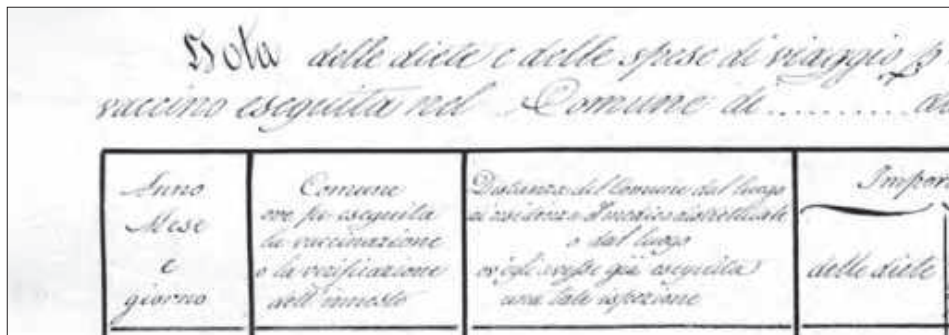 Nota delle diete e delle spese di viaggio p
vaccino eseguita nel Comune di ..........
Anno
Mese
e
giorno
Comune
ove fu eseguita
la vaccinazione
o la verificazione
dell'innesto
Distanza del Comune dal luogo
di residenza del medico distrettuale
o dal luogo
ov'egli avesse già eseguita
una tale ispezione
Impor
delle diete